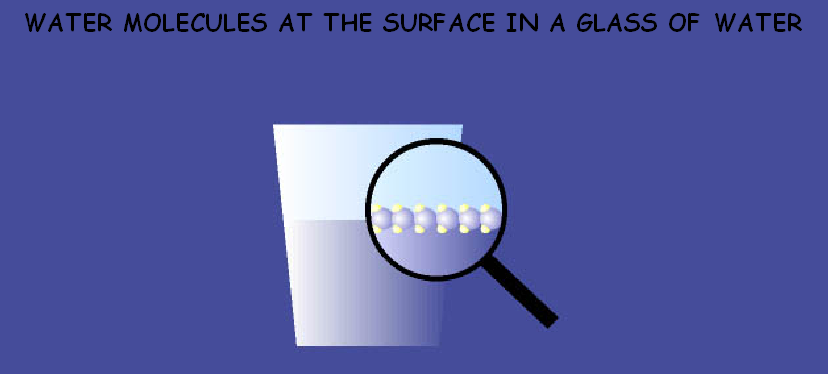 WATER MOLECULES AT THE SURFACE IN A GLASS OF WATER